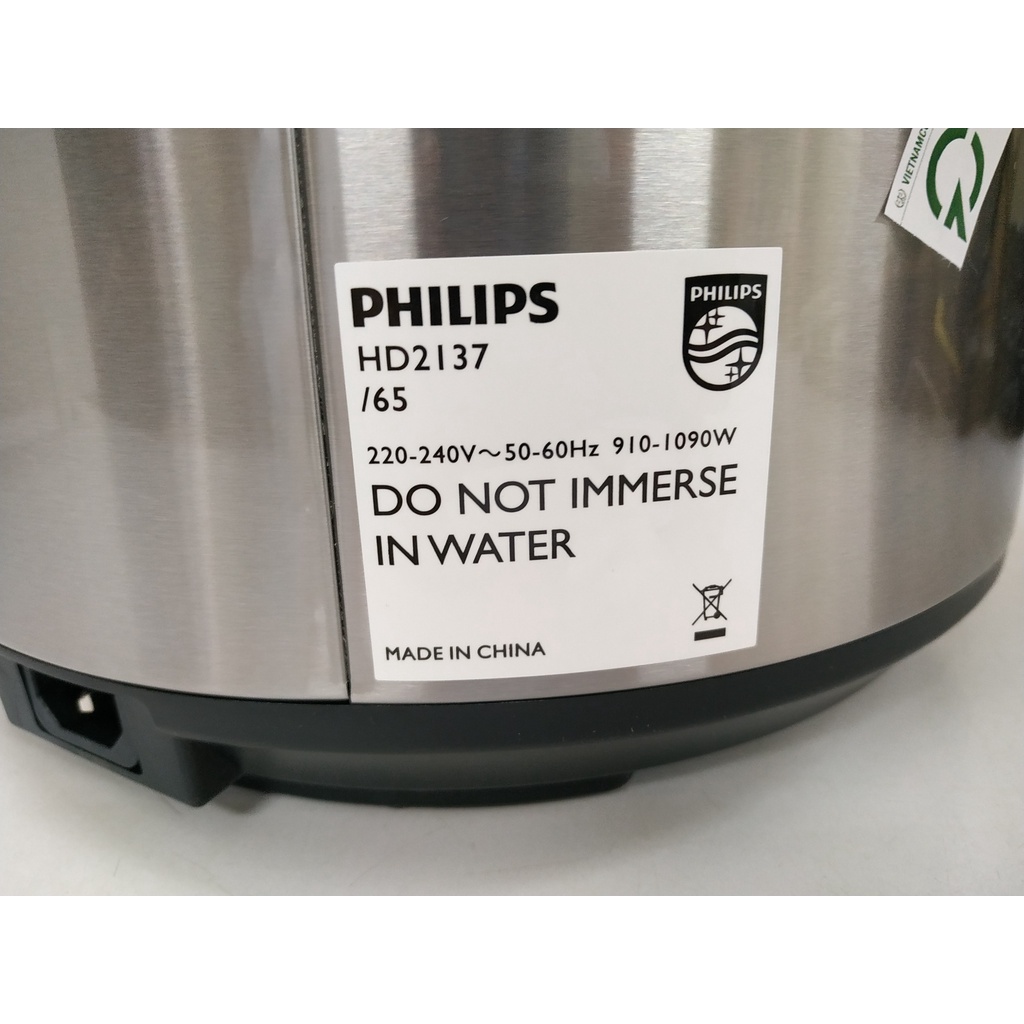 PHILIPS
HD2137
/65
PHILIPS
220-240V~50-60Hz 910-1090W
DO NOT IMMERSE
IN WATER
MADE IN CHINA